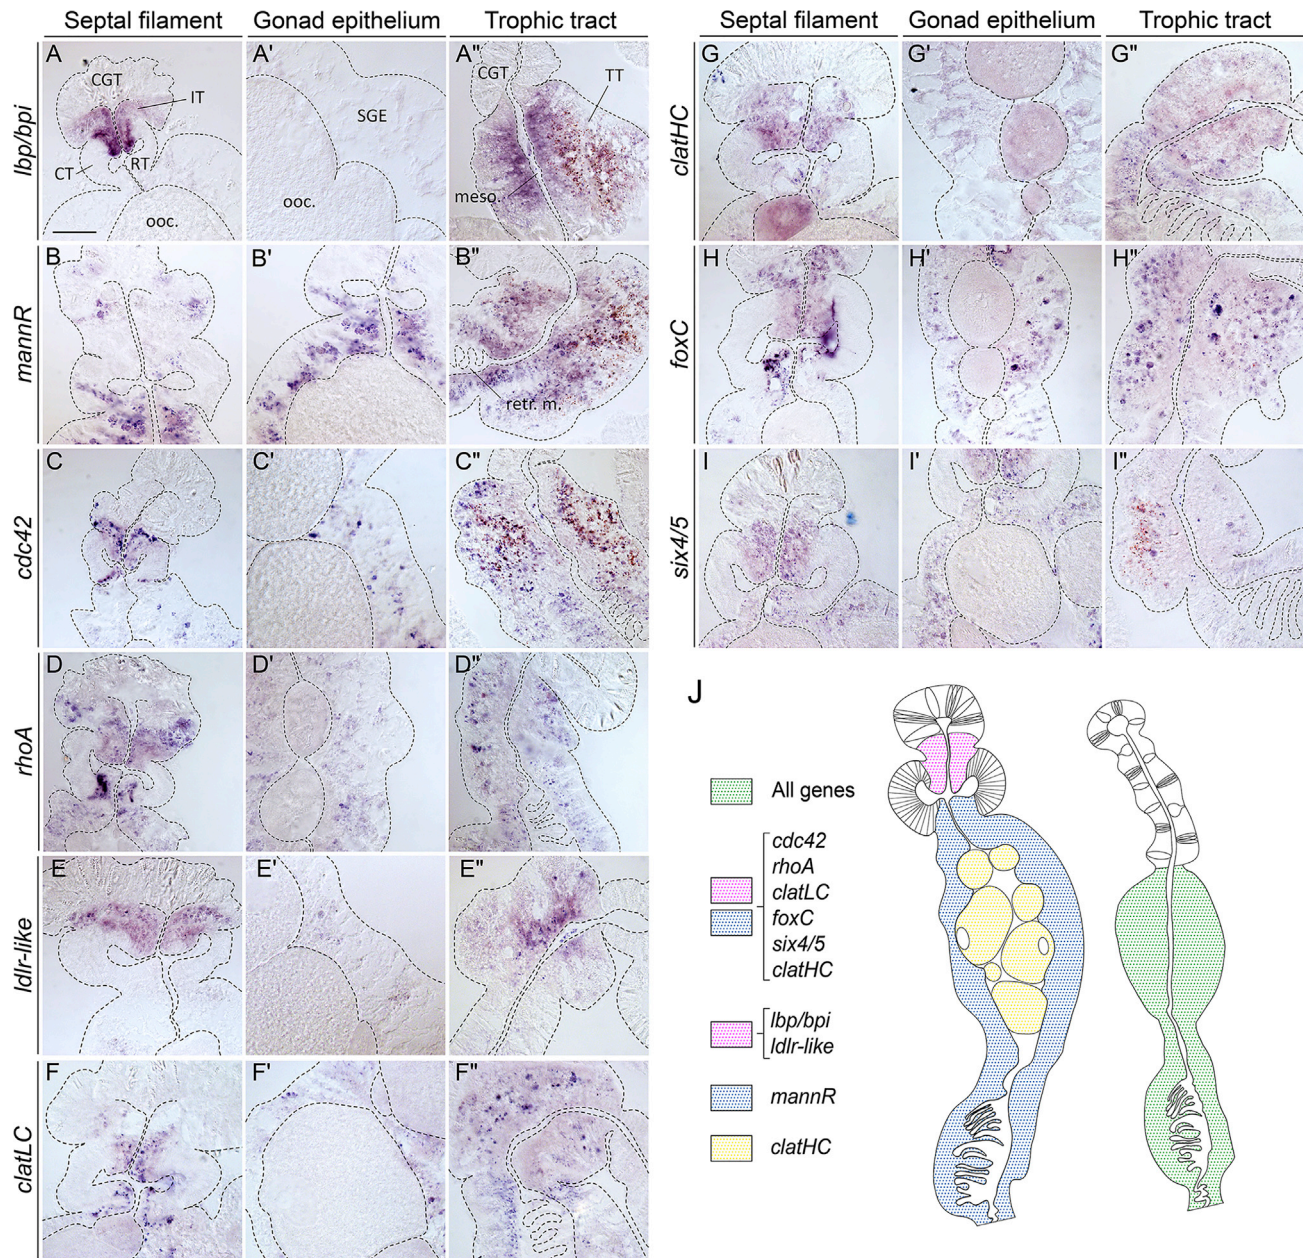 Septal filament Gonad epithelium Trophic tract
lbp/bpi
A CGT IT CT RT ooc.
A' SGE ooc.
A" CGT TT meso.
mannR
B
B'
B" retr. m.
cdc42
C
C'
C"
rhoA
D
D'
D"
ldlr-like
E
E'
E"
clatLC
F
F'
F"
Septal filament Gonad epithelium Trophic tract
clatHC
G
G'
G"
foxC
H
H'
H"
six4/5
I
I'
I"
J
All genes
cdc42
rhoA
clatLC
foxC
six4/5
clatHC
lbp/bpi
ldlr-like
mannR
clatHC